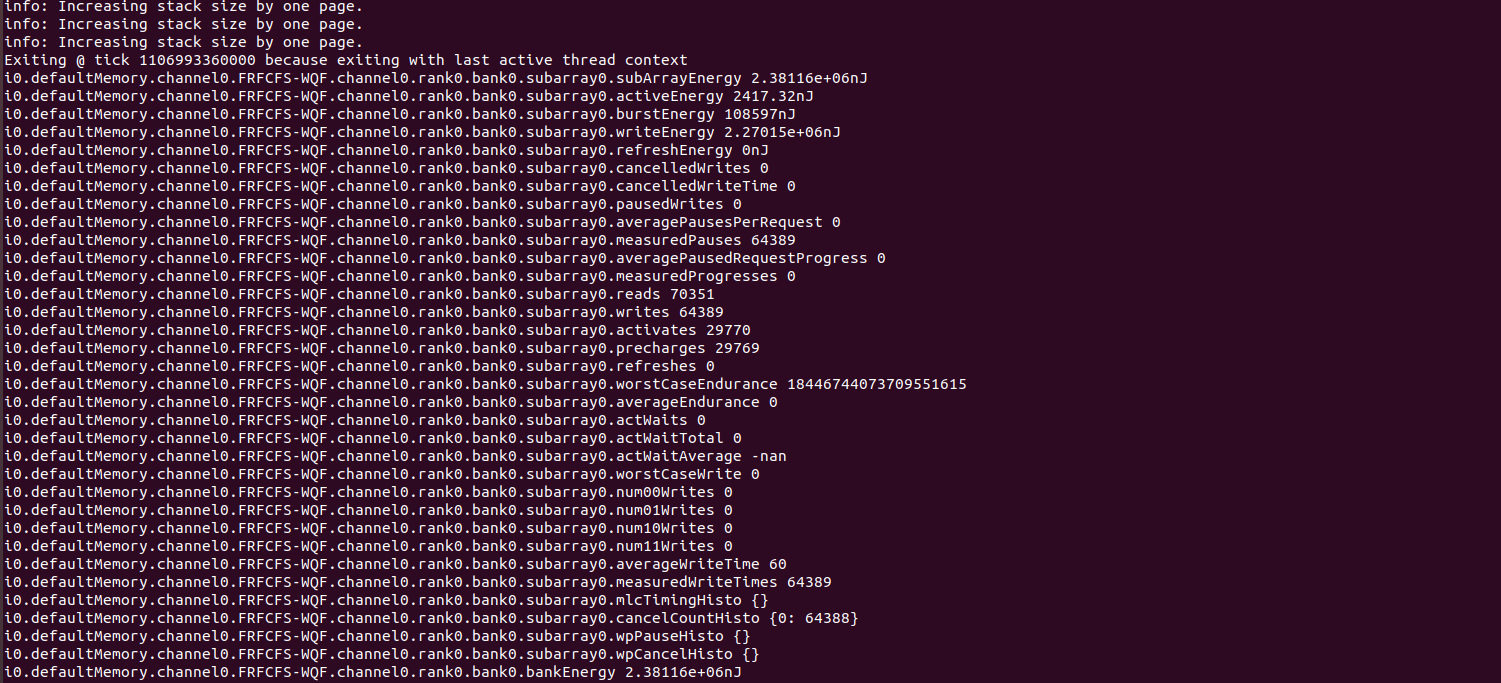 info: Increasing stack size by one page.
info: Increasing stack size by one page.
info: Increasing stack size by one page.
Exiting @ tick 1106993360000 because exiting with last active thread context
i0.defaultMemory.channel0.FRFCFS-WQF.channel0.rank0.bank0.subarray0.subArrayEnergy 2.38116e+06nJ
i0.defaultMemory.channel0.FRFCFS-WQF.channel0.rank0.bank0.subarray0.activeEnergy 2417.32nJ
i0.defaultMemory.channel0.FRFCFS-WQF.channel0.rank0.bank0.subarray0.burstEnergy 108597nJ
i0.defaultMemory.channel0.FRFCFS-WQF.channel0.rank0.bank0.subarray0.writeEnergy 2.27015e+06nJ
i0.defaultMemory.channel0.FRFCFS-WQF.channel0.rank0.bank0.subarray0.refreshEnergy 0nJ
i0.defaultMemory.channel0.FRFCFS-WQF.channel0.rank0.bank0.subarray0.cancelledWrites 0
i0.defaultMemory.channel0.FRFCFS-WQF.channel0.rank0.bank0.subarray0.cancelledWriteTime 0
i0.defaultMemory.channel0.FRFCFS-WQF.channel0.rank0.bank0.subarray0.pausedWrites 0
i0.defaultMemory.channel0.FRFCFS-WQF.channel0.rank0.bank0.subarray0.averagePausesPerRequest 0
i0.defaultMemory.channel0.FRFCFS-WQF.channel0.rank0.bank0.subarray0.measuredPauses 64389
i0.defaultMemory.channel0.FRFCFS-WQF.channel0.rank0.bank0.subarray0.averagePausedRequestProgress 0
i0.defaultMemory.channel0.FRFCFS-WQF.channel0.rank0.bank0.subarray0.measuredProgresses 0
i0.defaultMemory.channel0.FRFCFS-WQF.channel0.rank0.bank0.subarray0.reads 70351
i0.defaultMemory.channel0.FRFCFS-WQF.channel0.rank0.bank0.subarray0.writes 64389
i0.defaultMemory.channel0.FRFCFS-WQF.channel0.rank0.bank0.subarray0.activates 29770
i0.defaultMemory.channel0.FRFCFS-WQF.channel0.rank0.bank0.subarray0.precharges 29769
i0.defaultMemory.channel0.FRFCFS-WQF.channel0.rank0.bank0.subarray0.refreshes 0
i0.defaultMemory.channel0.FRFCFS-WQF.channel0.rank0.bank0.subarray0.worstCaseEndurance 18446744073709551615
i0.defaultMemory.channel0.FRFCFS-WQF.channel0.rank0.bank0.subarray0.averageEndurance 0
i0.defaultMemory.channel0.FRFCFS-WQF.channel0.rank0.bank0.subarray0.actWaits 0
i0.defaultMemory.channel0.FRFCFS-WQF.channel0.rank0.bank0.subarray0.actWaitTotal 0
i0.defaultMemory.channel0.FRFCFS-WQF.channel0.rank0.bank0.subarray0.actWaitAverage -nan
i0.defaultMemory.channel0.FRFCFS-WQF.channel0.rank0.bank0.subarray0.worstCaseWrite 0
i0.defaultMemory.channel0.FRFCFS-WQF.channel0.rank0.bank0.subarray0.num00Writes 0
i0.defaultMemory.channel0.FRFCFS-WQF.channel0.rank0.bank0.subarray0.num01Writes 0
i0.defaultMemory.channel0.FRFCFS-WQF.channel0.rank0.bank0.subarray0.num10Writes 0
i0.defaultMemory.channel0.FRFCFS-WQF.channel0.rank0.bank0.subarray0.num11Writes 0
i0.defaultMemory.channel0.FRFCFS-WQF.channel0.rank0.bank0.subarray0.averageWriteTime 60
i0.defaultMemory.channel0.FRFCFS-WQF.channel0.rank0.bank0.subarray0.measuredWriteTimes 64389
i0.defaultMemory.channel0.FRFCFS-WQF.channel0.rank0.bank0.subarray0.mlcTimingHisto {}
i0.defaultMemory.channel0.FRFCFS-WQF.channel0.rank0.bank0.subarray0.cancelCountHisto {0: 64388}
i0.defaultMemory.channel0.FRFCFS-WQF.channel0.rank0.bank0.subarray0.wpPauseHisto {}
i0.defaultMemory.channel0.FRFCFS-WQF.channel0.rank0.bank0.subarray0.wpCancelHisto {}
i0.defaultMemory.channel0.FRFCFS-WQF.channel0.rank0.bank0.bankEnergy 2.38116e+06nJ